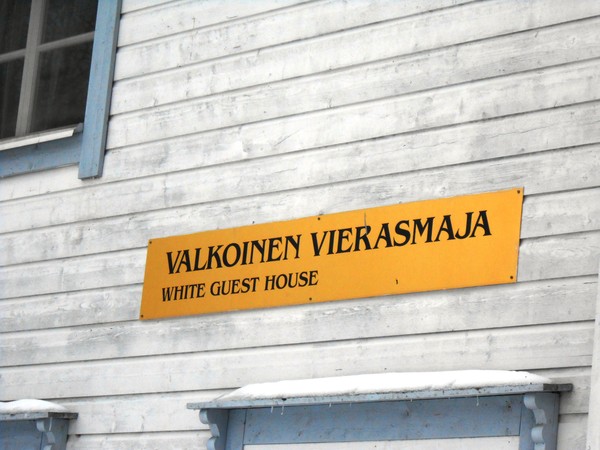 VALKOINEN VIERASMAJA
WHITE GUEST HOUSE